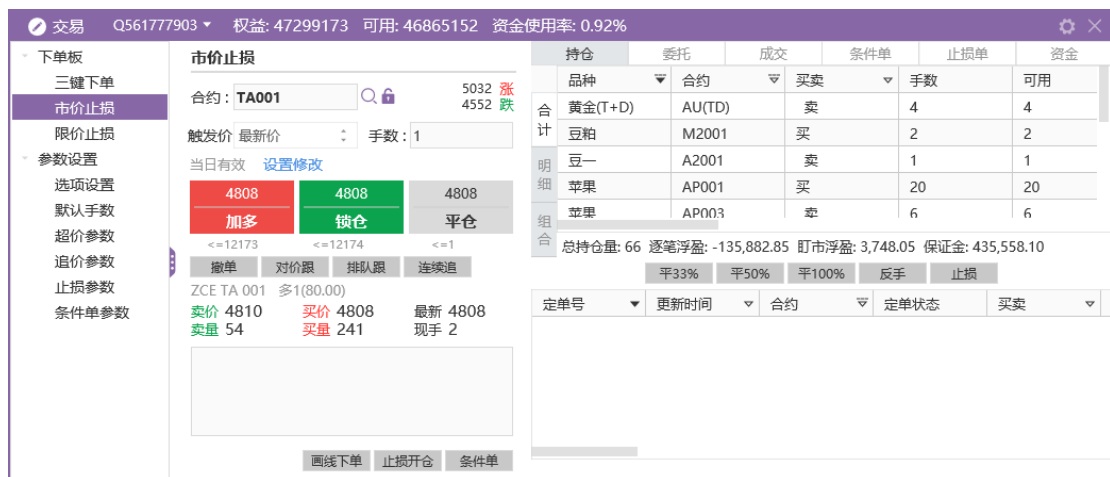 交易 Q561777903 权益: 47299173 可用: 46865152 资金使用率: 0.92%
下单板
三键下单
市价止损
限价止损
参数设置
选项设置
默认手数
超价参数
追价参数
止损参数
条件单参数
市价止损
合约: TA001 5032 涨
4552 跌
触发价 最新价 手数: 1
当日有效 设置修改
4808 4808 4808
加多 锁仓 平仓
<=12173 <=12174 <=1
撤单 对价跟 排队跟 连续追
ZCE TA 001 多1(80.00)
卖价 4810 买价 4808 最新 4808
卖量 54 买量 241 现手 2
画线下单 止损开仓 条件单
持仓 委托 成交 条件单 止损单 资金
合计
明细
组合
品种 合约 买卖 手数 可用
黄金(T+D) AU(TD) 卖 4 4
豆粕 M2001 买 2 2
豆一 A2001 卖 1 1
苹果 AP001 买 20 20
苹果 AP003 卖 6 6
总持仓量: 66 逐笔浮盈: -135,882.85 盯市浮盈: 3,748.05 保证金: 435,558.10
平33% 平50% 平100% 反手 止损
定单号 更新时间 合约 定单状态 买卖